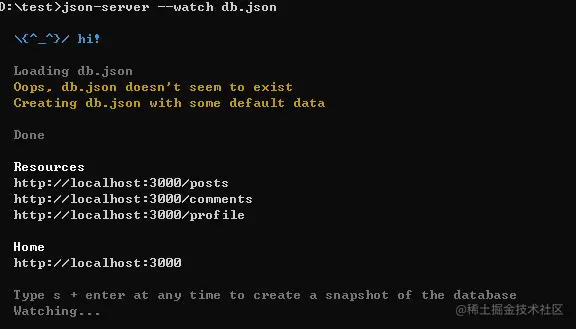 D:\test>json-server --watch db.json
\{^_^}/ hi!
Loading db.json
Oops, db.json doesn't seem to exist
Creating db.json with some default data
Done
Resources
http://localhost:3000/posts
http://localhost:3000/comments
http://localhost:3000/profile
Home
http://localhost:3000
Type s + enter at any time to create a snapshot of the database
Watching...
@稀土掘金技术社区